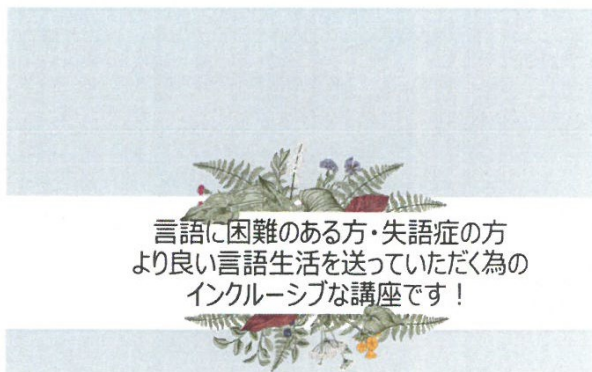 言語に困難のある方・失語症の方
より良い言語生活を送っていただく為の
インクルーシブな講座です！